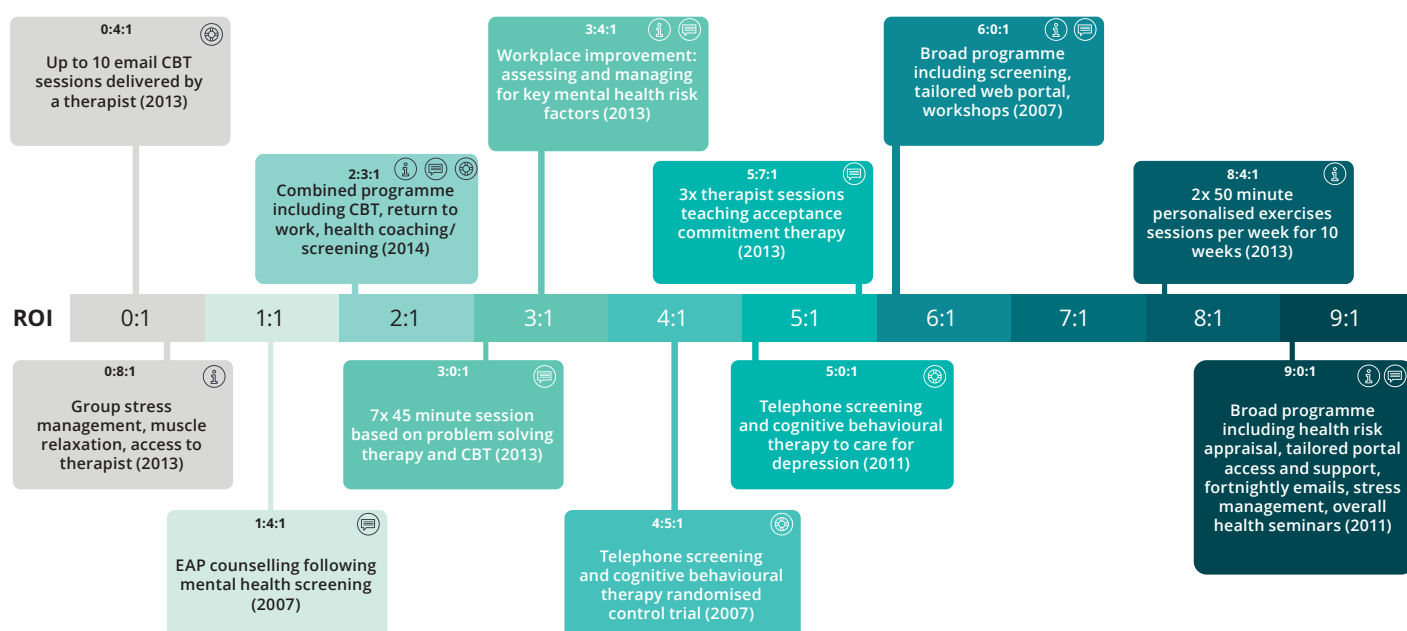 0:4:1
Up to 10 email CBT
sessions delivered by
a therapist (2013)
2:3:1
Combined programme
including CBT, return to
work, health coaching/
screening (2014)
3:4:1
Workplace improvement:
assessing and managing
for key mental health risk
factors (2013)
5:7:1
3x therapist sessions
teaching acceptance
commitment therapy
(2013)
6:0:1
Broad programme
including screening,
tailored web portal,
workshops (2007)
8:4:1
2x 50 minute
personalised exercises
sessions per week for 10
weeks (2013)
ROI 0:1 1:1 2:1 3:1 4:1 5:1 6:1 7:1 8:1 9:1
0:8:1
Group stress
management, muscle
relaxation, access to
therapist (2013)
1:4:1
EAP counselling following
mental health screening
(2007)
3:0:1
7x 45 minute session
based on problem solving
therapy and CBT (2013)
4:5:1
Telephone screening
and cognitive behavioural
therapy randomised
control trial (2007)
5:0:1
Telephone screening
and cognitive behavioural
therapy to care for
depression (2011)
9:0:1
Broad programme
including health risk
appraisal, tailored portal
access and support,
fortnightly emails, stress
management, overall
health seminars (2011)